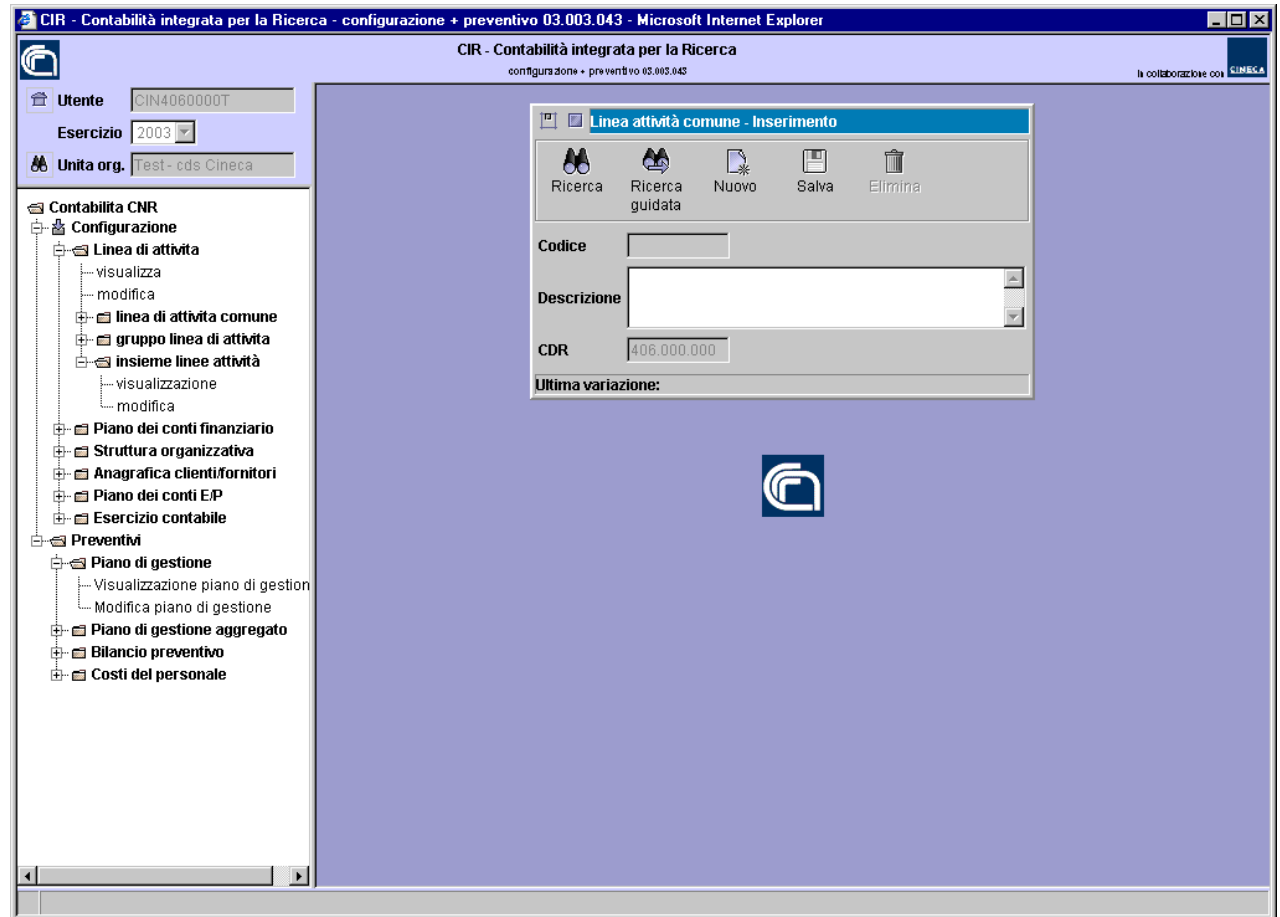 CIR - Contabilità integrata per la Ricerca - configurazione + preventivo 03.003.043 - Microsoft Internet Explorer
CIR - Contabilità integrata per la Ricerca
configurazione + preventivo 03.003.043
In collaborazione con CINECA
Utente CIN4060000T
Esercizio 2003
Unita org. Test - cds Cineca
Contabilita CNR
Configurazione
Linea di attivita
visualizza
modifica
linea di attivita comune
gruppo linea di attivita
insieme linee attività
visualizzazione
modifica
Piano dei conti finanziario
Struttura organizzativa
Anagrafica clienti/fornitori
Piano dei conti E/P
Esercizio contabile
Preventivi
Piano di gestione
Visualizzazione piano di gestion
Modifica piano di gestione
Piano di gestione aggregato
Bilancio preventivo
Costi del personale
Linea attività comune - Inserimento
Ricerca
Ricerca guidata
Nuovo
Salva
Elimina
Codice
Descrizione
CDR 406.000.000
Ultima variazione: